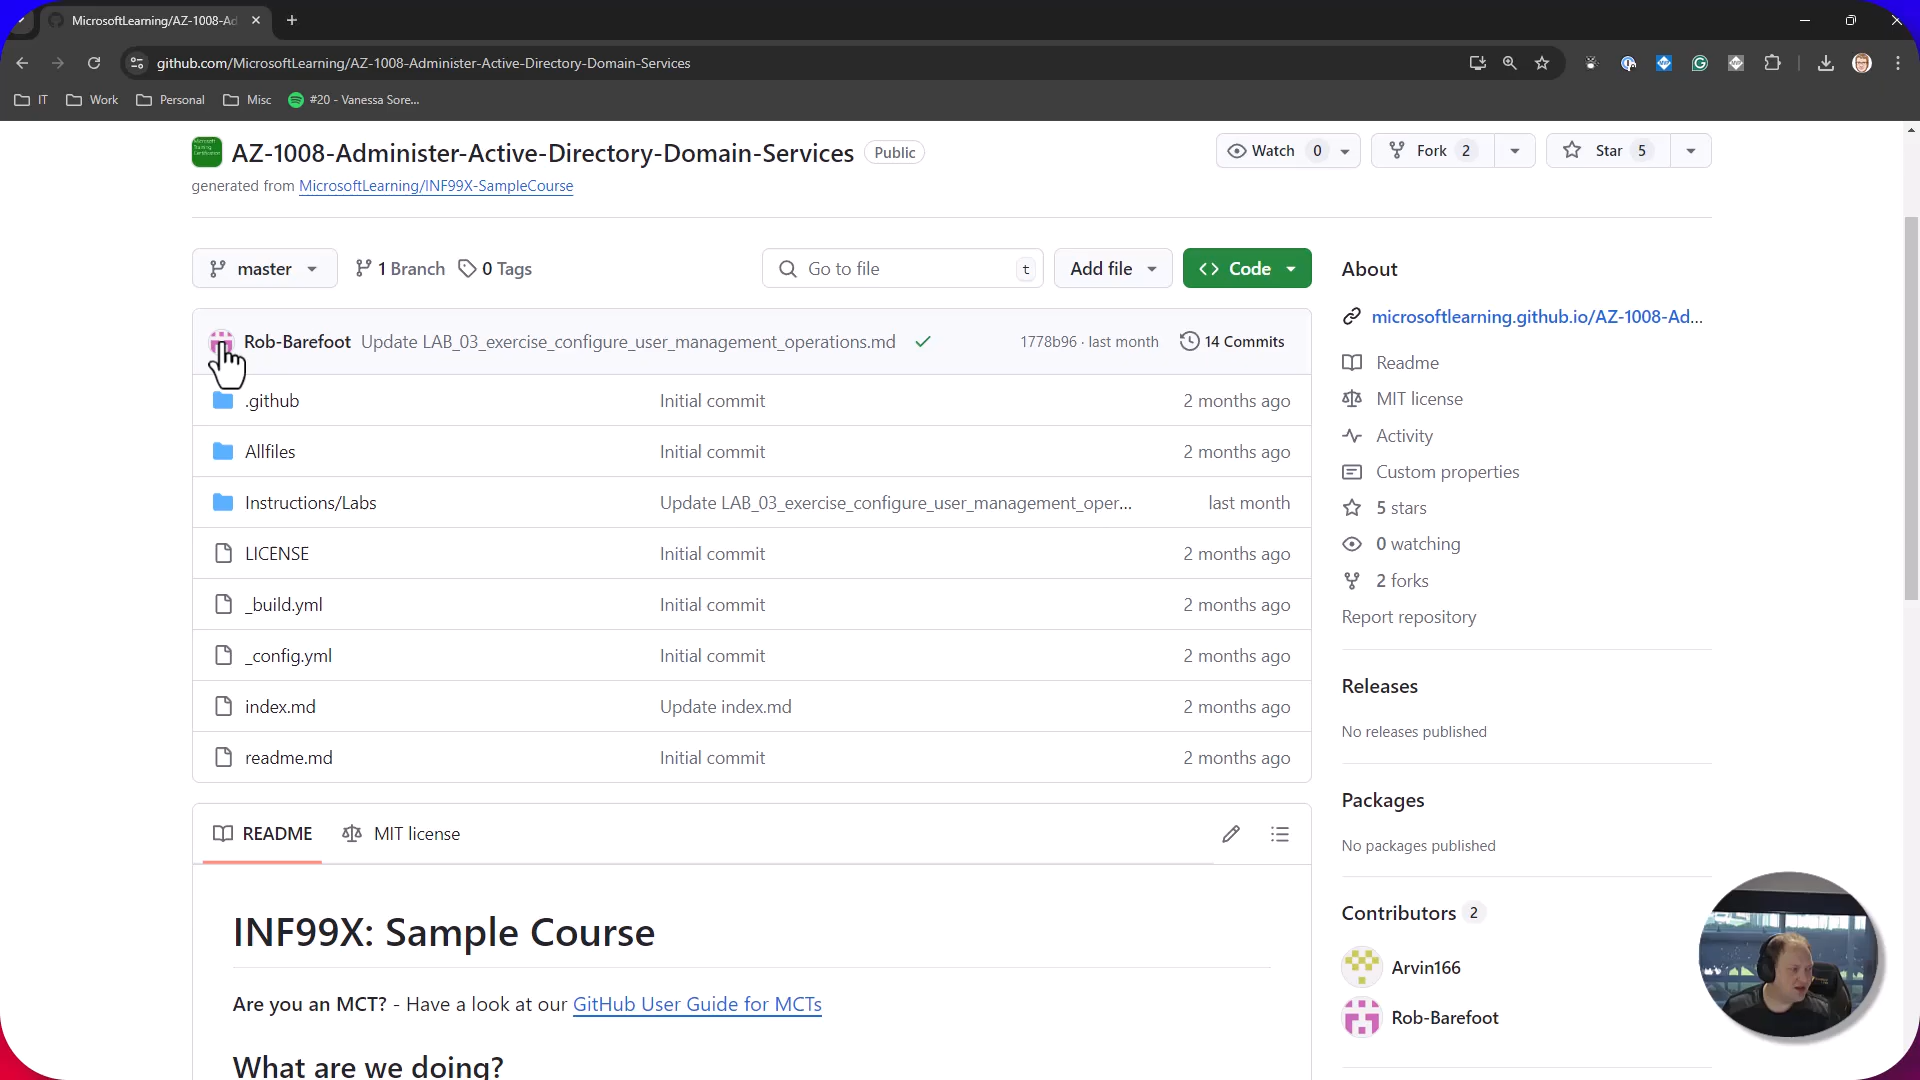 MicrosoftLearning/AZ-1008-Ad
github.com/MicrosoftLearning/AZ-1008-Administer-Active-Directory-Domain-Services
IT Work Personal Misc #20 - Vanessa Sore...
AZ-1008-Administer-Active-Directory-Domain-Services Public
Watch 0 Fork 2 Star 5
generated from MicrosoftLearning/INF99X-SampleCourse
master 1 Branch 0 Tags Go to file t Add file Code
Rob-Barefoot Update LAB_03_exercise_configure_user_management_operations.md 1778b96 · last month 14 Commits
.github Initial commit 2 months ago
Allfiles Initial commit 2 months ago
Instructions/Labs Update LAB_03_exercise_configure_user_management_oper... last month
LICENSE Initial commit 2 months ago
_build.yml Initial commit 2 months ago
_config.yml Initial commit 2 months ago
index.md Update index.md 2 months ago
readme.md Initial commit 2 months ago
README MIT license
INF99X: Sample Course
Are you an MCT? - Have a look at our GitHub User Guide for MCTs
What are we doing?
About
microsoftlearning.github.io/AZ-1008-Ad...
Readme
MIT license
Activity
Custom properties
5 stars
0 watching
2 forks
Report repository
Releases
No releases published
Packages
No packages published
Contributors 2
Arvin166
Rob-Barefoot